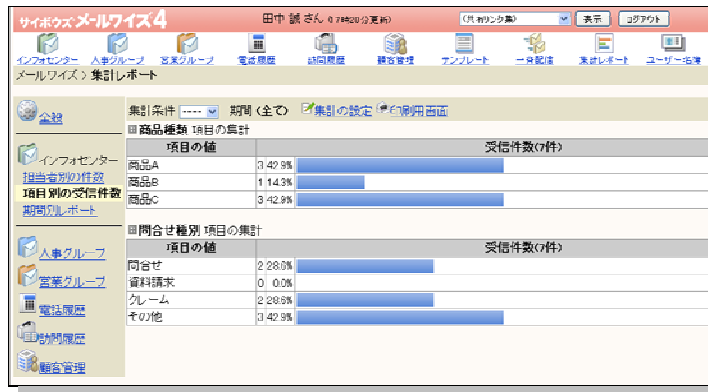 サイボウズ メールワイズ4
田中 誠さん
(共有リンク集) 表示 ログアウト
インフォセンター 人事グループ 営業グループ 電話履歴 訪問履歴 顧客管理 テンプレート 一斉配信 集計レポート ユーザー名簿
メールワイズ > 集計レポート
全般
インフォセンター
担当者別の件数
項目別の受信件数
期間別レポート
人事グループ
営業グループ
電話履歴
訪問履歴
顧客管理
集計条件 ---- 期間 (全て) 集計の設定 印刷用画面
商品種類 項目の集計
項目の値 受信件数(7件)
商品A 3 42.9%
商品B 1 14.3%
商品C 3 42.9%
問合せ種別 項目の集計
項目の値 受信件数(7件)
問合せ 2 28.6%
資料請求 0 0.0%
クレーム 2 28.6%
その他 3 42.9%